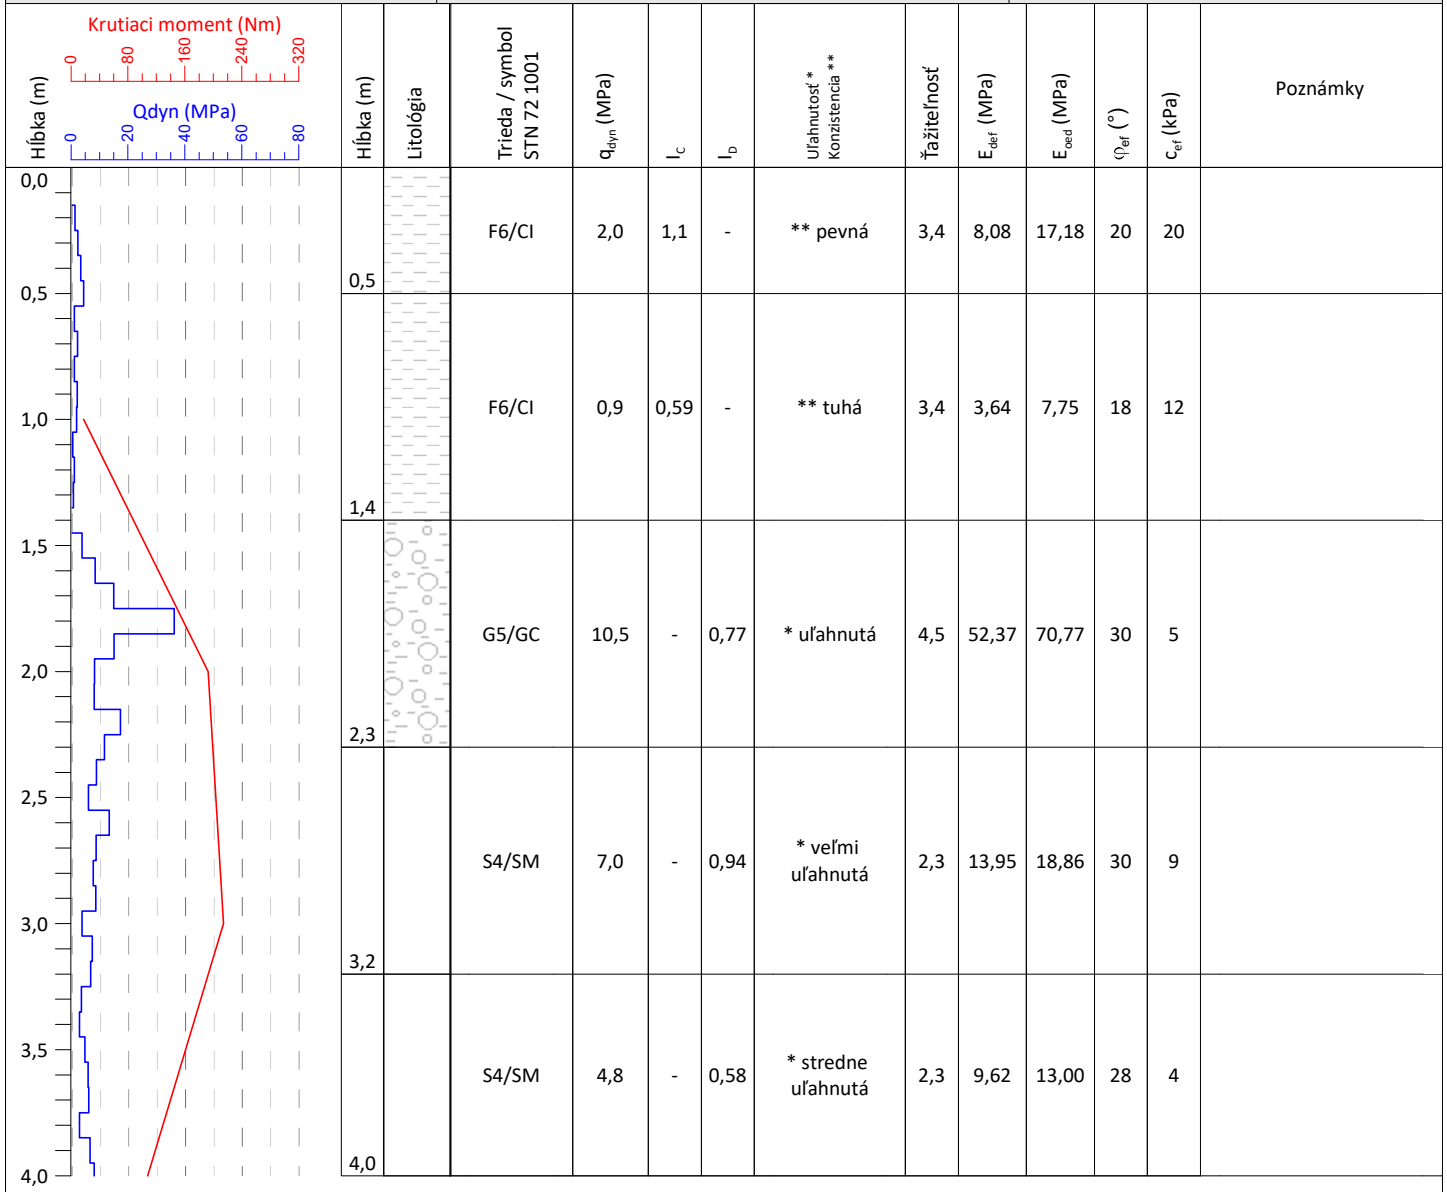 Krutiaci moment (Nm)
0 80 160 240 320
Qdyn (MPa)
0 20 40 60 80
Hĺbka (m)
Hĺbka (m)
Litológia
Trieda / symbol
STN 72 1001
qdyn (MPa)
IC
ID
Uľahnutosť *
Konzistencia **
Ťažiteľnosť
Edef (MPa)
Eoed (MPa)
φef (°)
cef (kPa)
Poznámky
0,0
F6/CI 2,0 1,1 - ** pevná 3,4 8,08 17,18 20 20
0,5
0,5
F6/CI 0,9 0,59 - ** tuhá 3,4 3,64 7,75 18 12
1,0
1,4
1,5
G5/GC 10,5 - 0,77 * uľahnutá 4,5 52,37 70,77 30 5
2,0
2,3
2,5
S4/SM 7,0 - 0,94 * veľmi
uľahnutá 2,3 13,95 18,86 30 9
3,0
3,2
3,5
S4/SM 4,8 - 0,58 * stredne
uľahnutá 2,3 9,62 13,00 28 4
4,0
4,0